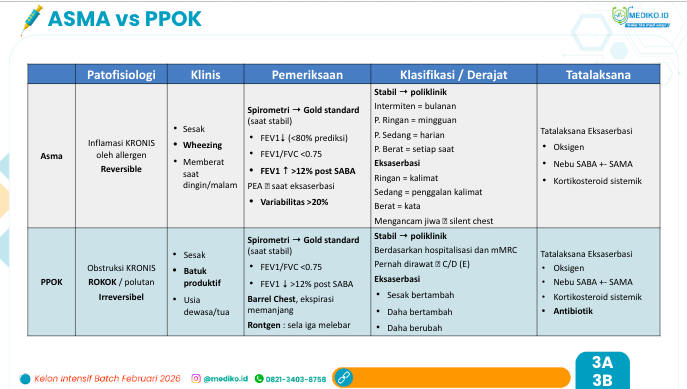 ASMA vs PPOK
MEDIKO.ID
Patofisiologi
Klinis
Pemeriksaan
Klasifikasi / Derajat
Tatalaksana
Asma
Inflamasi KRONIS
oleh allergen
Reversible
• Sesak
• Wheezing
• Memberat
saat
dingin/malam
Spirometri → Gold standard
(saat stabil)
• FEV1↓ (<80% prediksi)
• FEV1/FVC <0.75
• FEV1 ↑ >12% post SABA
PEA ⍰ saat eksaserbasi
• Variabilitas >20%
Stabil → poliklinik
Intermiten = bulanan
P. Ringan = mingguan
P. Sedang = harian
P. Berat = setiap saat
Eksaserbasi
Ringan = kalimat
Sedang = penggalan kalimat
Berat = kata
Mengancam jiwa ⍰ silent chest
Tatalaksana Eksaserbasi
• Oksigen
• Nebu SABA +- SAMA
• Kortikosteroid sistemik
PPOK
Obstruksi KRONIS
ROKOK / polutan
Irreversibel
• Sesak
• Batuk
produktif
• Usia
dewasa/tua
Spirometri → Gold standard
(saat stabil)
• FEV1/FVC <0.75
• FEV1 ↓ >12% post SABA
Barrel Chest, ekspirasi
memanjang
Rontgen : sela iga melebar
Stabil → poliklinik
Berdasarkan hospitalisasi dan mMRC
Pernah dirawat ⍰ C/D (E)
Eksaserbasi
• Sesak bertambah
• Daha bertambah
• Daha berubah
Tatalaksana Eksaserbasi
• Oksigen
• Nebu SABA +- SAMA
• Kortikosteroid sistemik
• Antibiotik
Kelon Intensif Batch Februari 2026
@mediko.id
0821-3403-8758
3A
3B